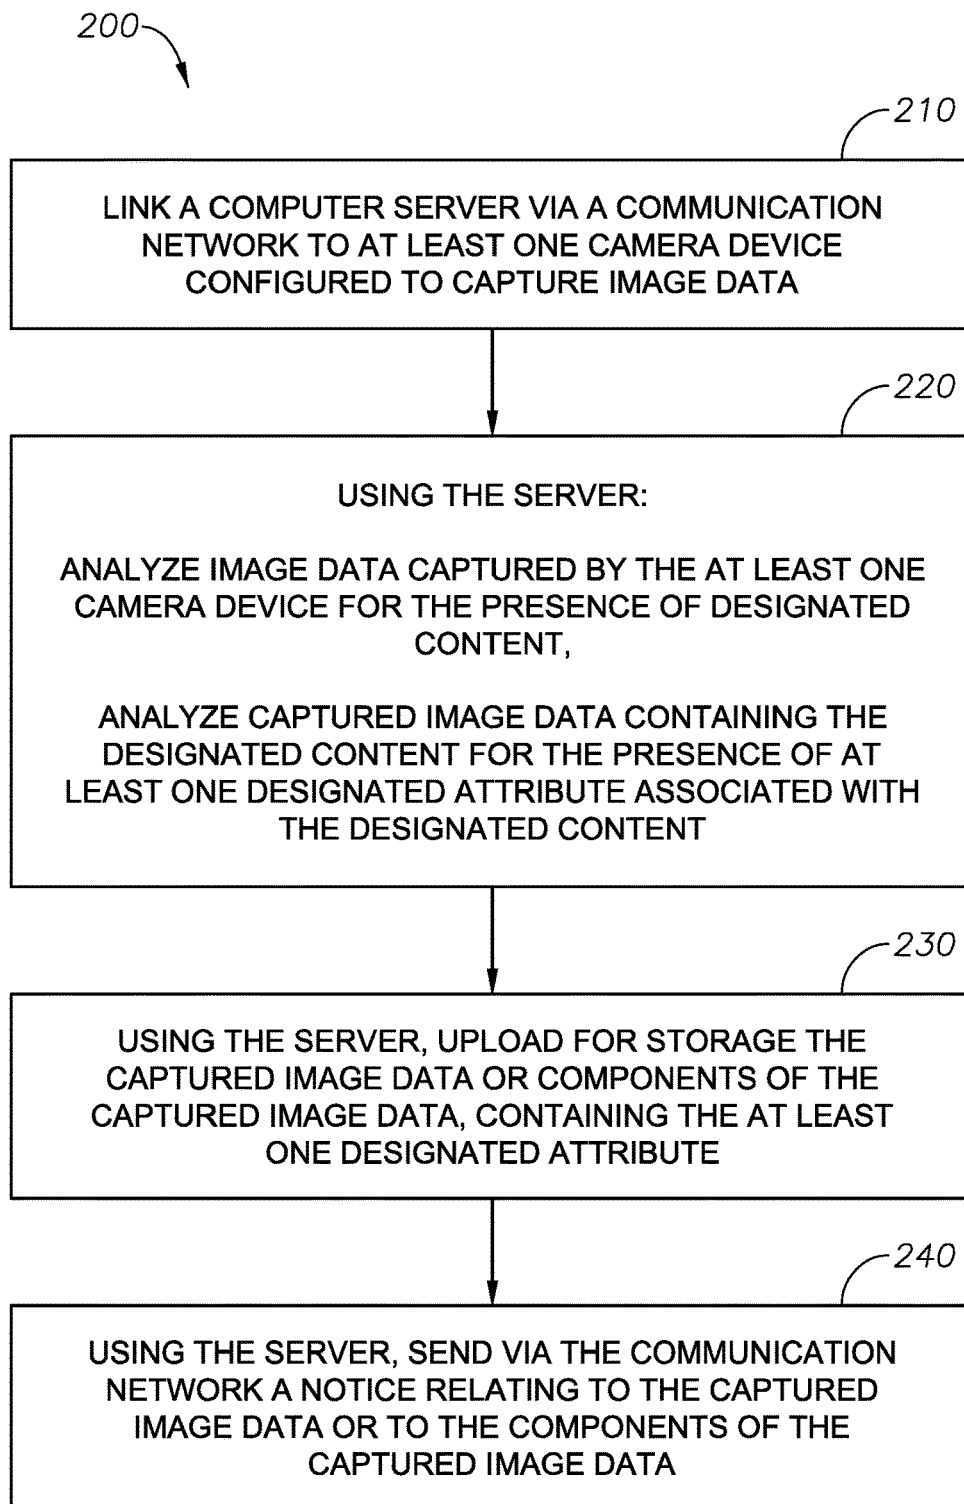 200
210
LINK A COMPUTER SERVER VIA A COMMUNICATION
NETWORK TO AT LEAST ONE CAMERA DEVICE
CONFIGURED TO CAPTURE IMAGE DATA
220
USING THE SERVER:
ANALYZE IMAGE DATA CAPTURED BY THE AT LEAST ONE
CAMERA DEVICE FOR THE PRESENCE OF DESIGNATED
CONTENT,
ANALYZE CAPTURED IMAGE DATA CONTAINING THE
DESIGNATED CONTENT FOR THE PRESENCE OF AT
LEAST ONE DESIGNATED ATTRIBUTE ASSOCIATED WITH
THE DESIGNATED CONTENT
230
USING THE SERVER, UPLOAD FOR STORAGE THE
CAPTURED IMAGE DATA OR COMPONENTS OF THE
CAPTURED IMAGE DATA, CONTAINING THE AT LEAST
ONE DESIGNATED ATTRIBUTE
240
USING THE SERVER, SEND VIA THE COMMUNICATION
NETWORK A NOTICE RELATING TO THE CAPTURED
IMAGE DATA OR TO THE COMPONENTS OF THE
CAPTURED IMAGE DATA